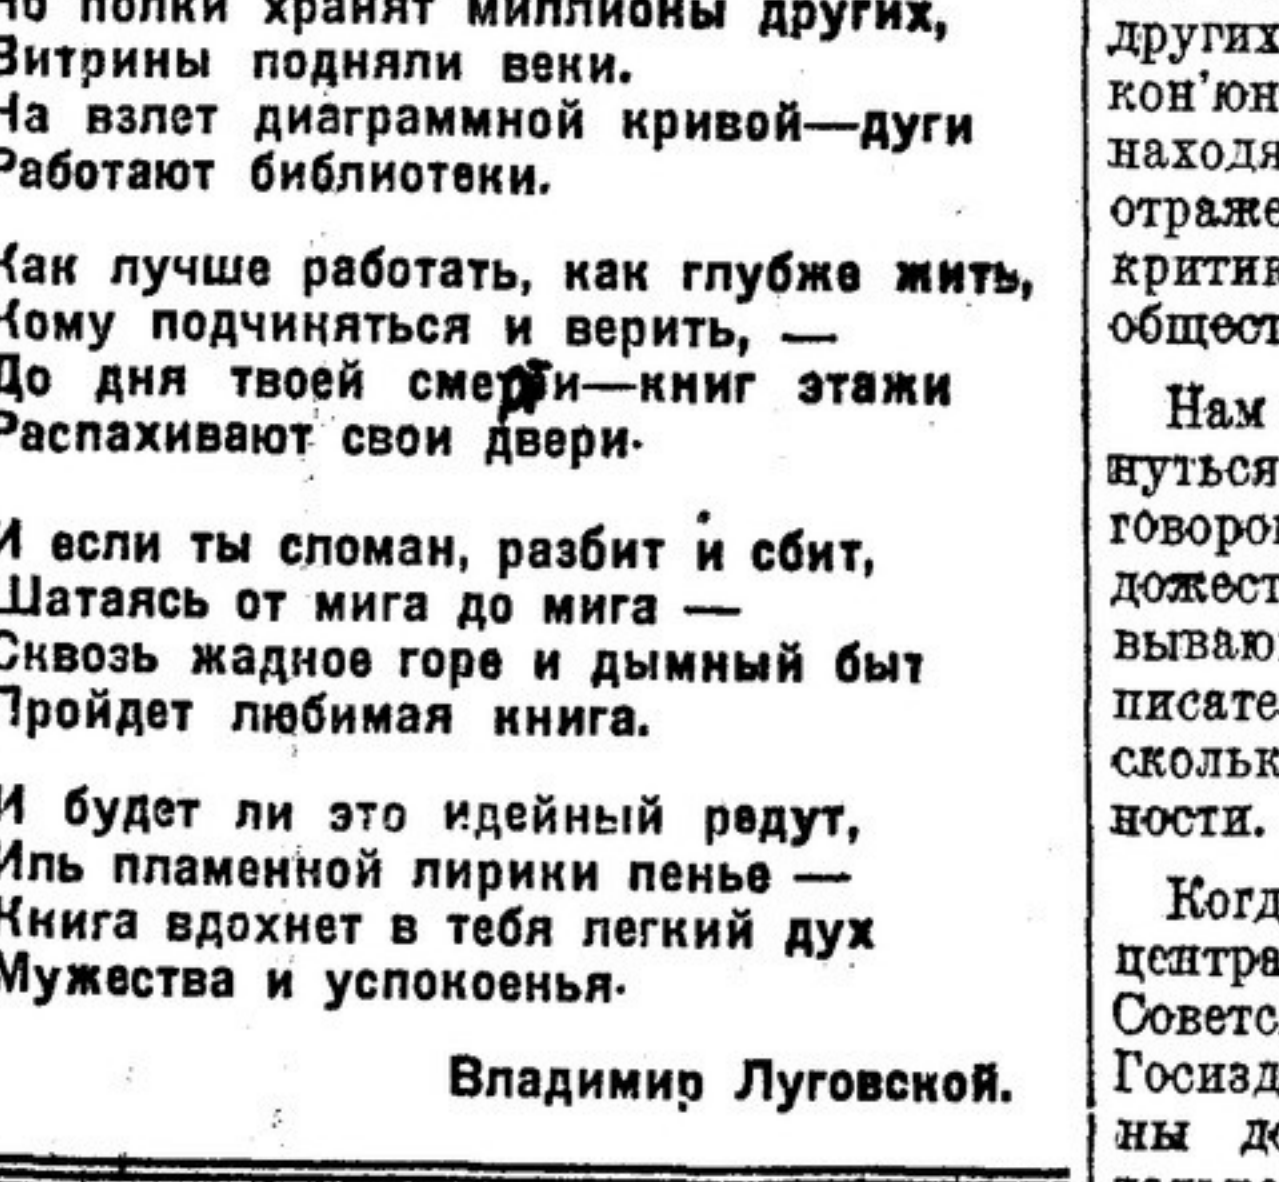 Но полки хранят миллионы других,
Витрины подняли веки.
На взлет диаграммной кривой—дуги
Работают библиотеки.
Как лучше работать, как глубже жить,
Кому подчиняться и верить, —
До дня твоей смерти—книг этажи
Распахивают свои двери.
И если ты сломан, разбит и сбит,
Шатаясь от мига до мига —
Сквозь жадное горе и дымный быт
Пройдет любимая книга.
И будет ли это идейный редут,
Иль пламенной лирики пенье —
Книга вдохнет в тебя легкий дух
Мужества и успокоенья.
Владимир Луговской.
других
кон'юн
находя
отраже
критик
общест
Нам
нуться
говоро
дожест
вываю
писате
скольк
ности.
Когд
центра
Советс
Госизд
ны до